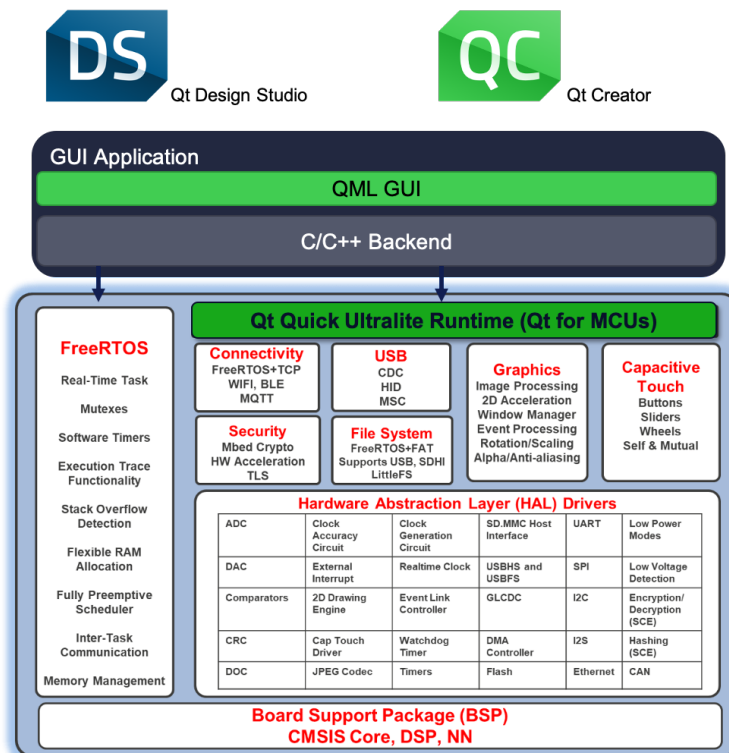 DS
Qt Design Studio
QC
Qt Creator
GUI Application
QML GUI
C/C++ Backend
FreeRTOS
Real-Time Task
Mutexes
Software Timers
Execution Trace
Functionality
Stack Overflow
Detection
Flexible RAM
Allocation
Fully Preemptive
Scheduler
Inter-Task
Communication
Memory Management
Qt Quick Ultralite Runtime (Qt for MCUs)
Connectivity
FreeRTOS+TCP
WIFI, BLE
MQTT
USB
CDC
HID
MSC
Graphics
Image Processing
2D Acceleration
Window Manager
Event Processing
Rotation/Scaling
Alpha/Anti-aliasing
Capacitive
Touch
Buttons
Sliders
Wheels
Self & Mutual
Security
Mbed Crypto
HW Acceleration
TLS
File System
FreeRTOS+FAT
Supports USB, SDHI
LittleFS
Hardware Abstraction Layer (HAL) Drivers
ADC
Clock
Accuracy
Circuit
Clock
Generation
Circuit
SD.MMC Host
Interface
UART
Low Power
Modes
DAC
External
Interrupt
Realtime Clock
USBHS and
USBFS
SPI
Low Voltage
Detection
Comparators
2D Drawing
Engine
Event Link
Controller
GLCDC
I2C
Encryption/
Decryption
(SCE)
CRC
Cap Touch
Driver
Watchdog
Timer
DMA
Controller
I2S
Hashing
(SCE)
DOC
JPEG Codec
Timers
Flash
Ethernet
CAN
Board Support Package (BSP)
CMSIS Core, DSP, NN